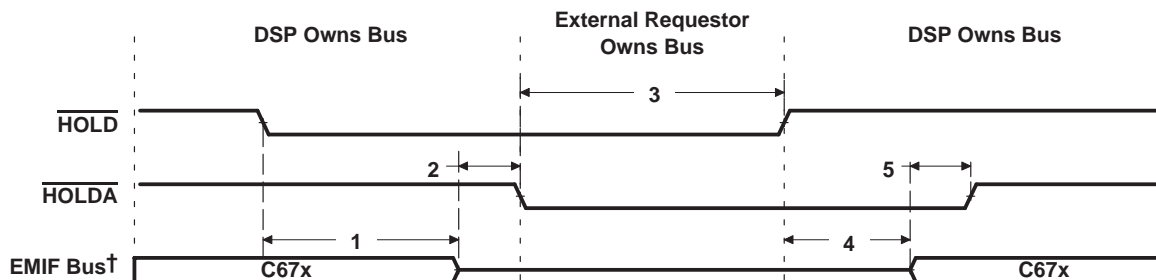 DSP Owns Bus
External Requestor
Owns Bus
DSP Owns Bus
3
HOLD
2
5
HOLDA
1
4
EMIF Bus†
C67x
C67x